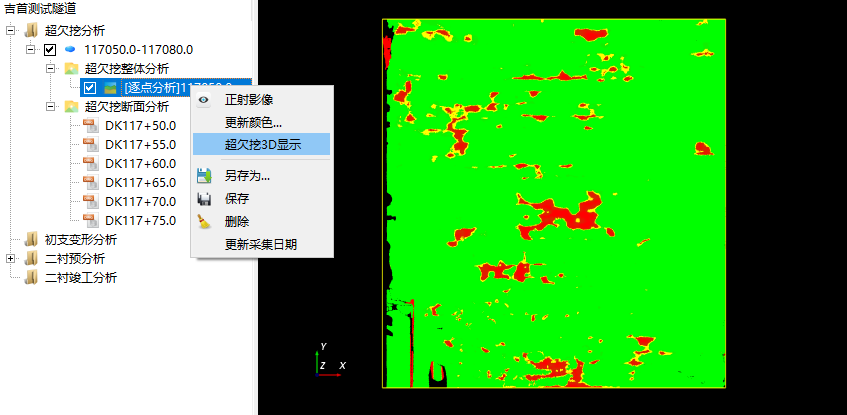 吉首测试隧道
超欠挖分析
117050.0-117080.0
超欠挖整体分析
[逐点分析]117050.0
超欠挖断面分析
DK117+50.0
DK117+55.0
DK117+60.0
DK117+65.0
DK117+70.0
DK117+75.0
初支变形分析
二衬预分析
二衬竣工分析
正射影像
更新颜色...
超欠挖3D显示
另存为...
保存
删除
更新采集日期
Y
Z X